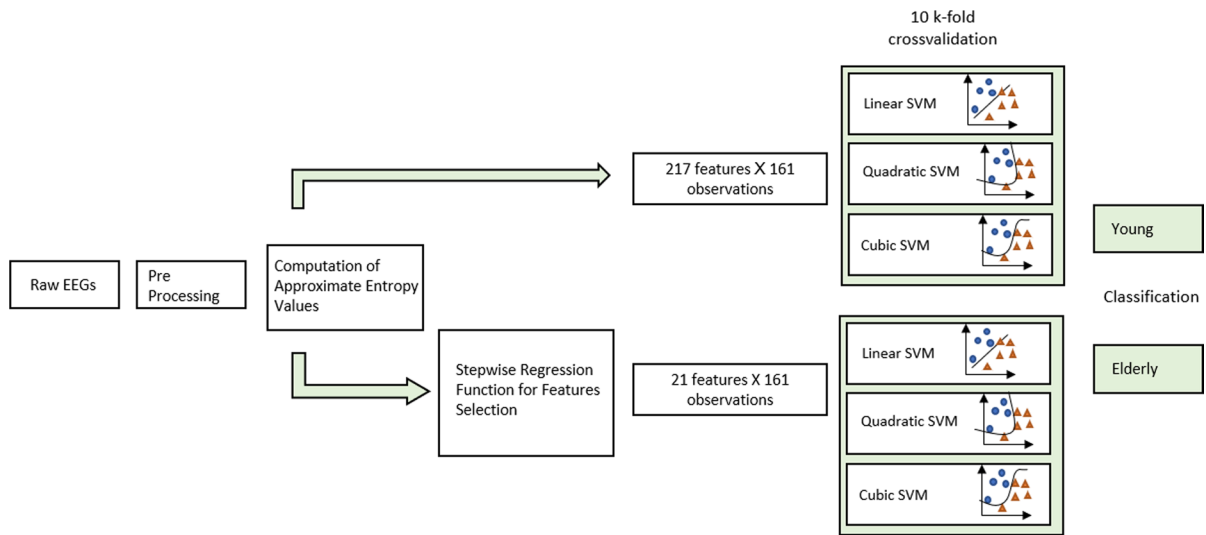 10 k-fold
crossvalidation
Linear SVM
217 features X 161
observations
Quadratic SVM
Cubic SVM
Young
Raw EEGs
Pre
Processing
Computation of
Approximate Entropy
Values
Classification
Stepwise Regression
Function for Features
Selection
21 features X 161
observations
Linear SVM
Quadratic SVM
Cubic SVM
Elderly